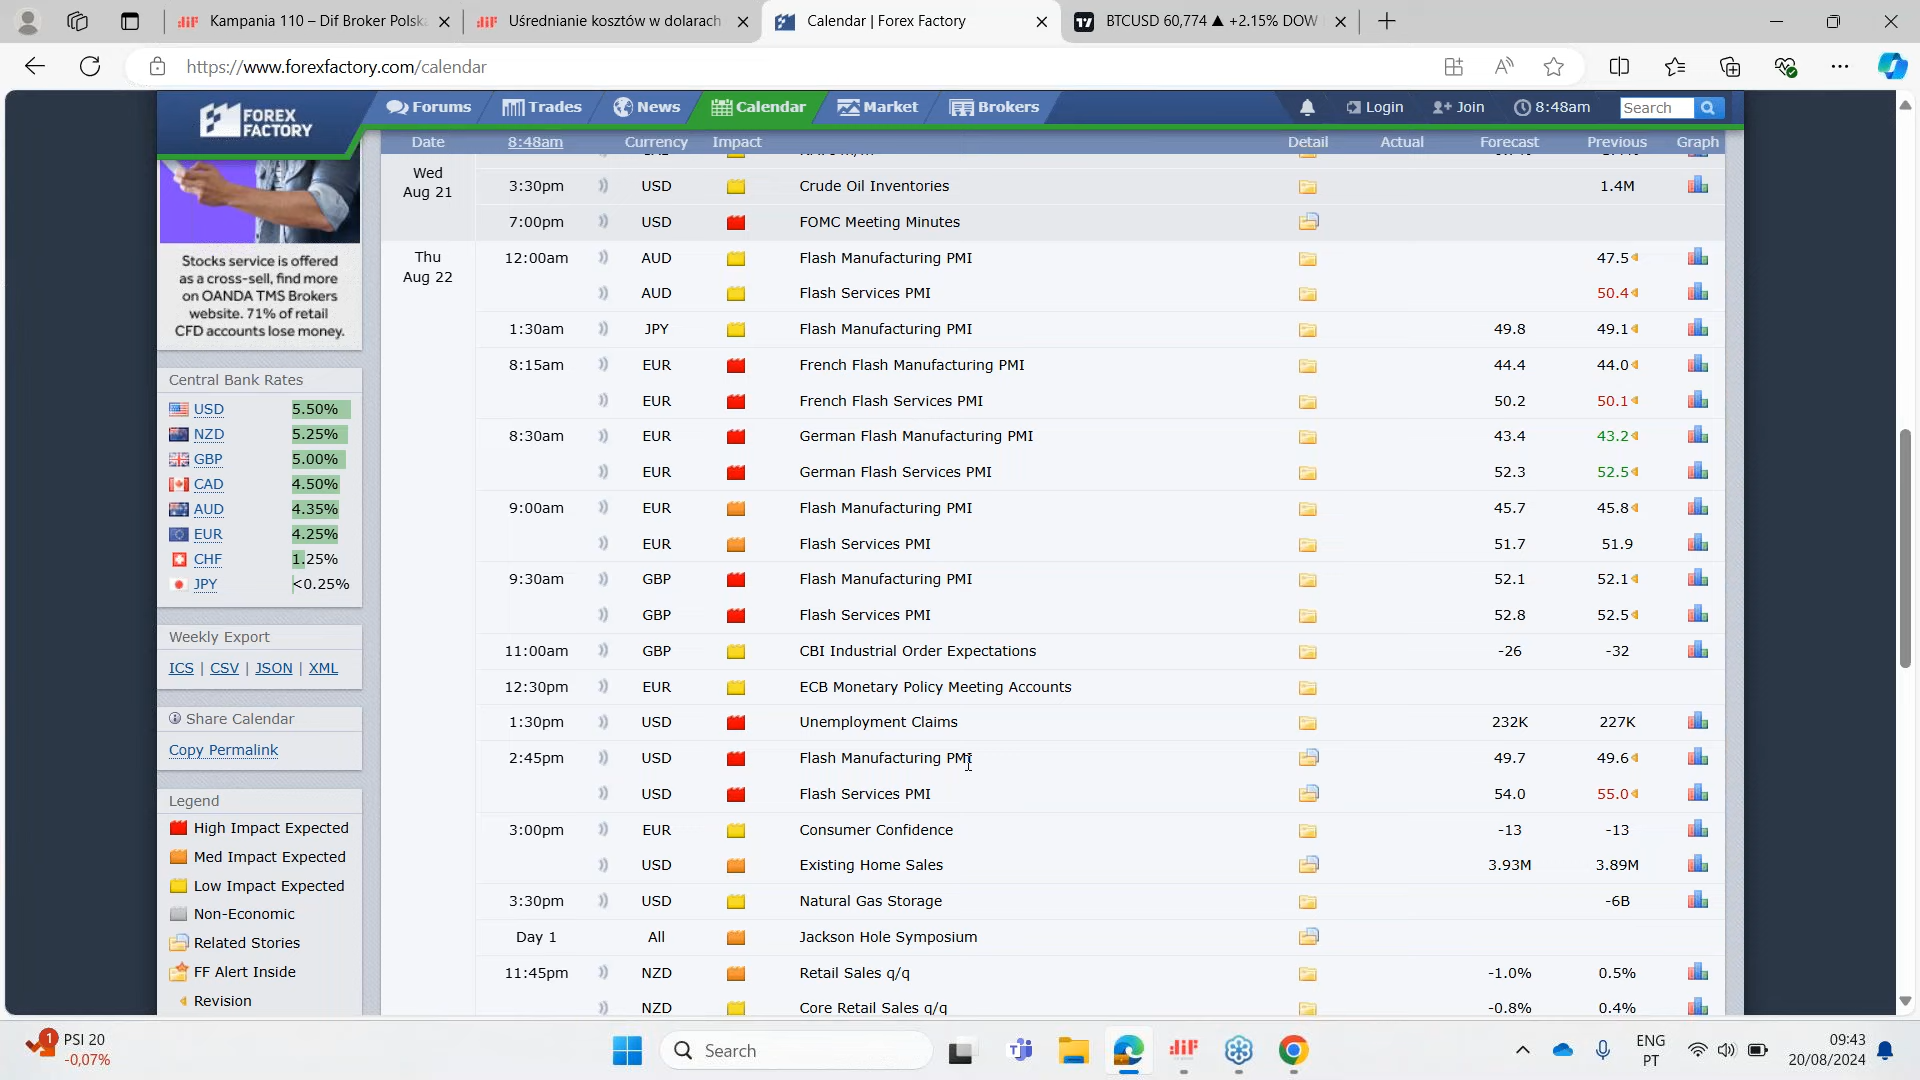 Kampania 110 – Dif Broker Polska
Uśrednianie kosztów w dolarach
Calendar | Forex Factory
BTCUSD 60,774 ▲ +2.15% DOW
https://www.forexfactory.com/calendar
FOREX FACTORY
Forums Trades News Calendar Market Brokers Login Join 8:48am Search
Date 8:48am Currency Impact Detail Actual Forecast Previous Graph
Wed Aug 21
3:30pm USD Crude Oil Inventories 1.4M
7:00pm USD FOMC Meeting Minutes
Thu Aug 22
12:00am AUD Flash Manufacturing PMI 47.5
AUD Flash Services PMI 50.4
1:30am JPY Flash Manufacturing PMI 49.8 49.1
8:15am EUR French Flash Manufacturing PMI 44.4 44.0
EUR French Flash Services PMI 50.2 50.1
8:30am EUR German Flash Manufacturing PMI 43.4 43.2
EUR German Flash Services PMI 52.3 52.5
9:00am EUR Flash Manufacturing PMI 45.7 45.8
EUR Flash Services PMI 51.7 51.9
9:30am GBP Flash Manufacturing PMI 52.1 52.1
GBP Flash Services PMI 52.8 52.5
11:00am GBP CBI Industrial Order Expectations -26 -32
12:30pm EUR ECB Monetary Policy Meeting Accounts
1:30pm USD Unemployment Claims 232K 227K
2:45pm USD Flash Manufacturing PMI 49.7 49.6
USD Flash Services PMI 54.0 55.0
3:00pm EUR Consumer Confidence -13 -13
USD Existing Home Sales 3.93M 3.89M
3:30pm USD Natural Gas Storage -6B
Day 1 All Jackson Hole Symposium
11:45pm NZD Retail Sales q/q -1.0% 0.5%
NZD Core Retail Sales q/q -0.8% 0.4%
Stocks service is offered
as a cross-sell, find more
on OANDA TMS Brokers
website. 71% of retail
CFD accounts lose money.
Central Bank Rates
USD 5.50%
NZD 5.25%
GBP 5.00%
CAD 4.50%
AUD 4.35%
EUR 4.25%
CHF 1.25%
JPY <0.25%
Weekly Export
ICS | CSV | JSON | XML
Share Calendar
Copy Permalink
Legend
High Impact Expected
Med Impact Expected
Low Impact Expected
Non-Economic
Related Stories
FF Alert Inside
Revision
1
PSI 20
-0,07%
Search
ENG
PT
09:43
20/08/2024